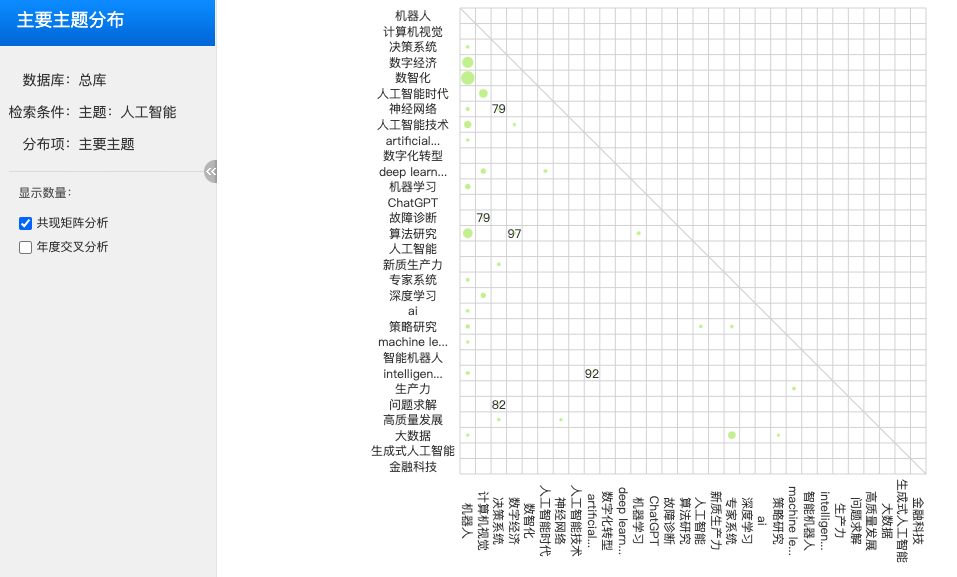 主要主题分布
数据库：总库
检索条件：主题：人工智能
分布项：主要主题
显示数量：
共现矩阵分析
年度交叉分析
机器人
计算机视觉
决策系统
数字经济
数智化
人工智能时代
神经网络 79
人工智能技术
artificial...
数字化转型
deep learn...
机器学习
ChatGPT
故障诊断 79
算法研究 97
人工智能
新质生产力
专家系统
深度学习
ai
策略研究
machine le...
智能机器人
intelligen... 92
生产力
问题求解 82
高质量发展
大数据
生成式人工智能
金融科技
机器人
计算机视觉
决策系统
数字经济
数智化
人工智能时代
神经网络
人工智能技术
artificial...
数字化转型
deep learn...
机器学习
ChatGPT
故障诊断
算法研究
人工智能
新质生产力
专家系统
深度学习
ai
策略研究
machine le...
智能机器人
intelligen...
生产力
问题求解
高质量发展
大数据
生成式人工智能
金融科技